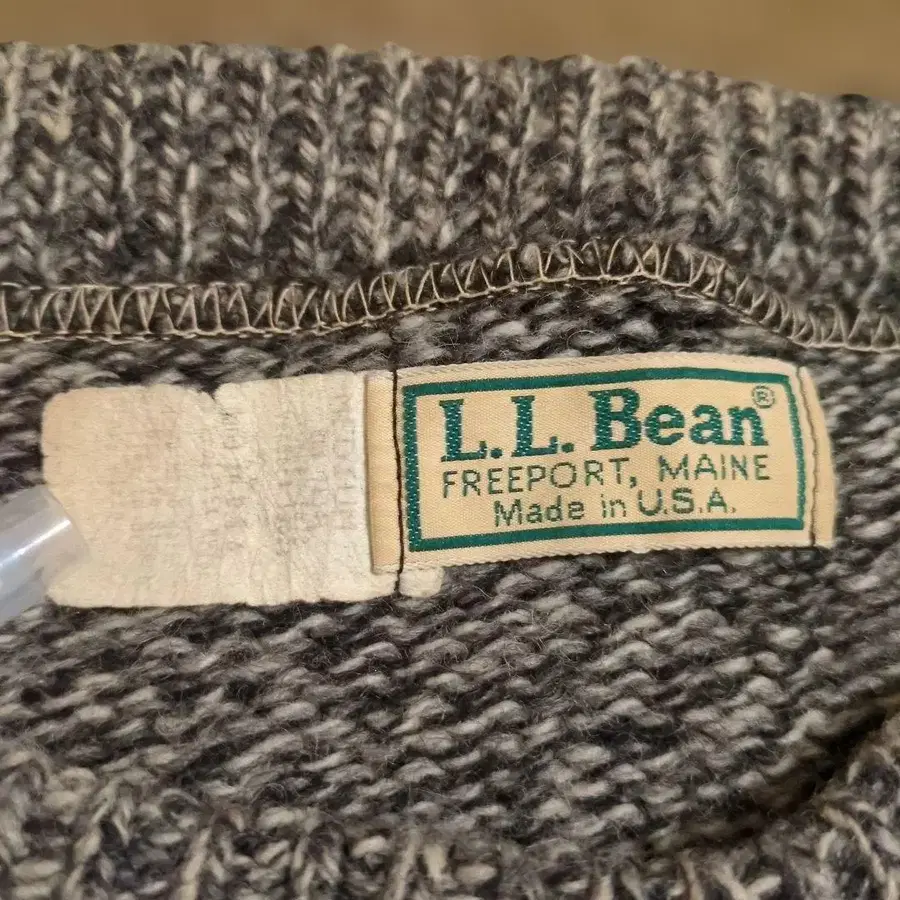 L.L. Bean®
FREEPORT, MAINE
Made in U.S.A.